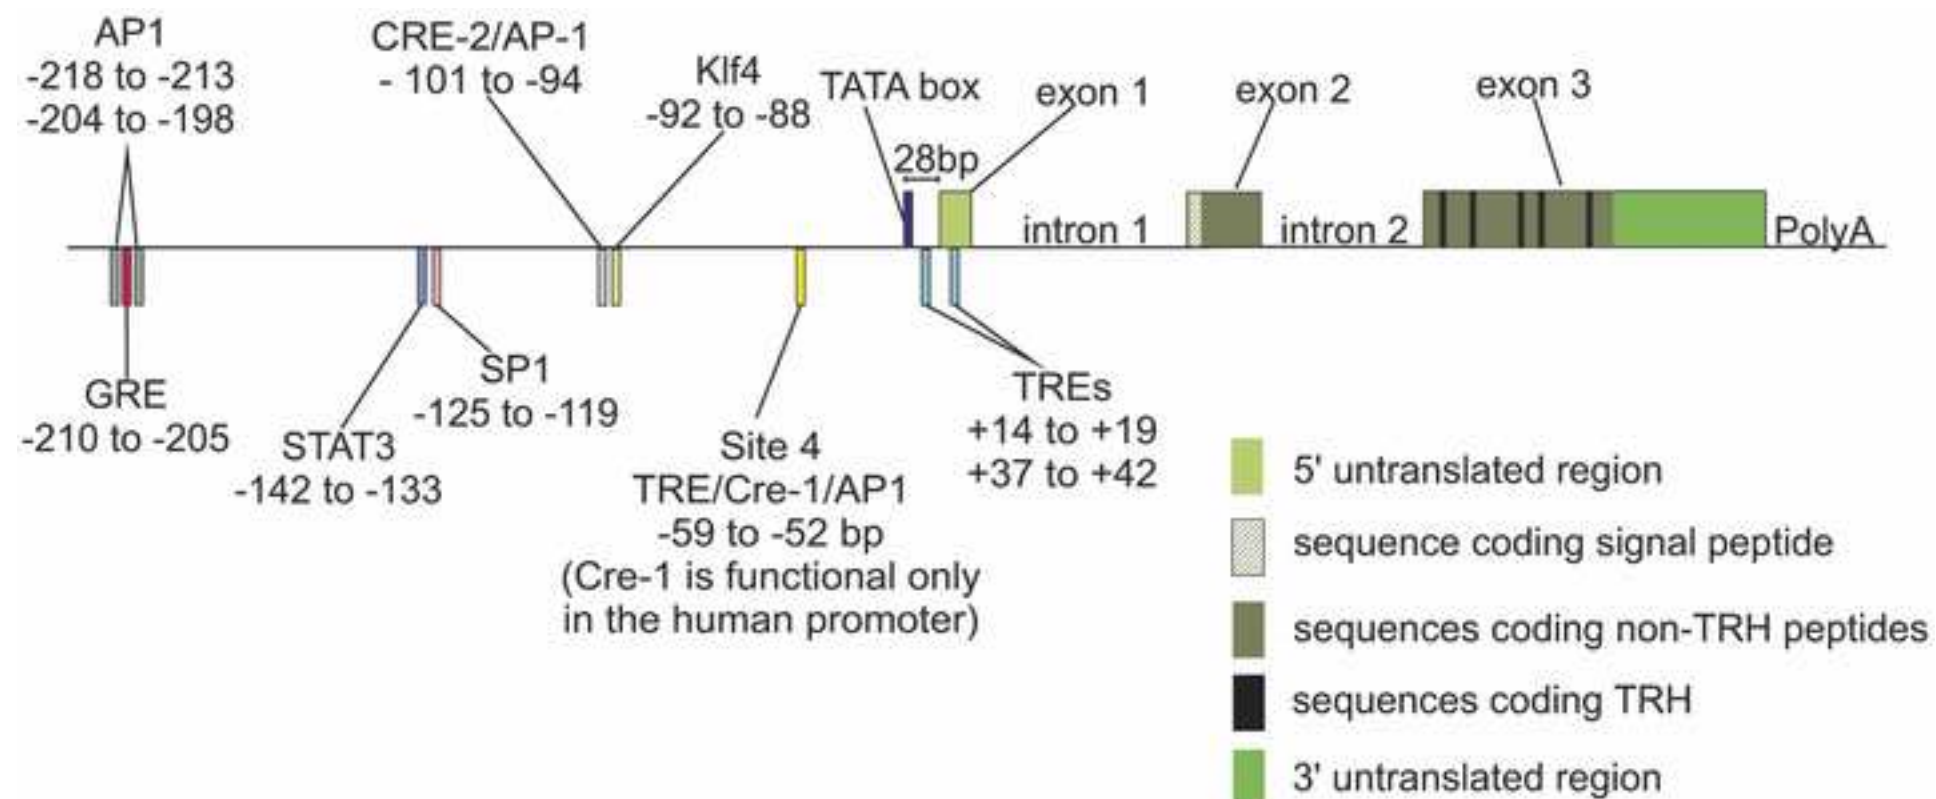 AP1
-218 to -213
-204 to -198
CRE-2/AP-1
- 101 to -94
Klf4
-92 to -88
TATA box
28bp
exon 1
exon 2
exon 3
intron 1
intron 2
PolyA
GRE
-210 to -205
STAT3
-142 to -133
SP1
-125 to -119
Site 4
TRE/Cre-1/AP1
-59 to -52 bp
(Cre-1 is functional only
in the human promoter)
TREs
+14 to +19
+37 to +42
5' untranslated region
sequence coding signal peptide
sequences coding non-TRH peptides
sequences coding TRH
3' untranslated region